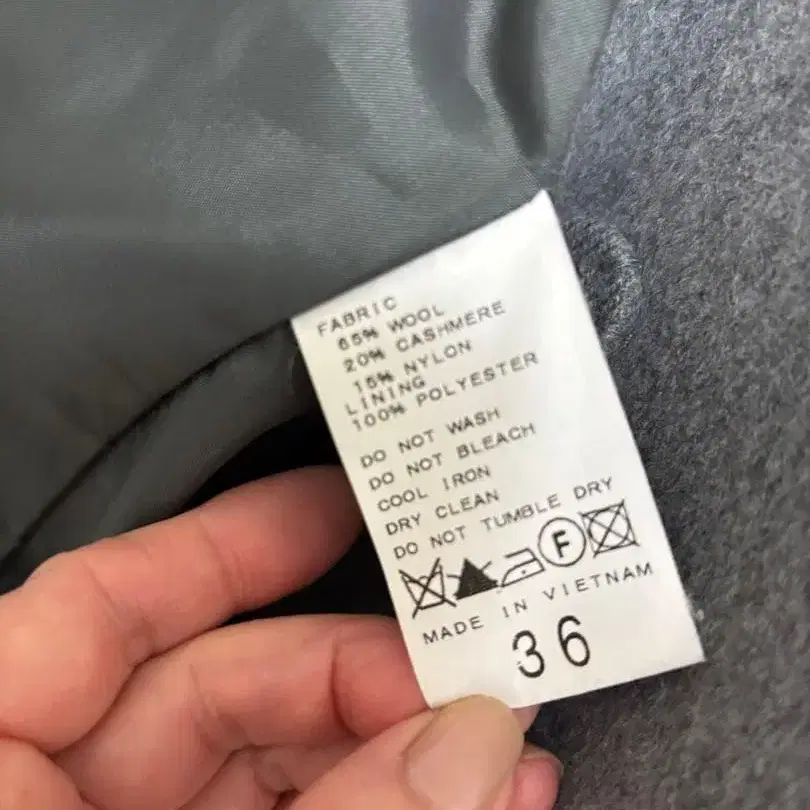 FABRIC
65% WOOL
20% CASHMERE
15% NYLON
LINING
100% POLYESTER
DO NOT WASH
DO NOT BLEACH
COOL IRON
DRY CLEAN
DO NOT TUMBLE DRY
F
MADE IN VIETNAM
36